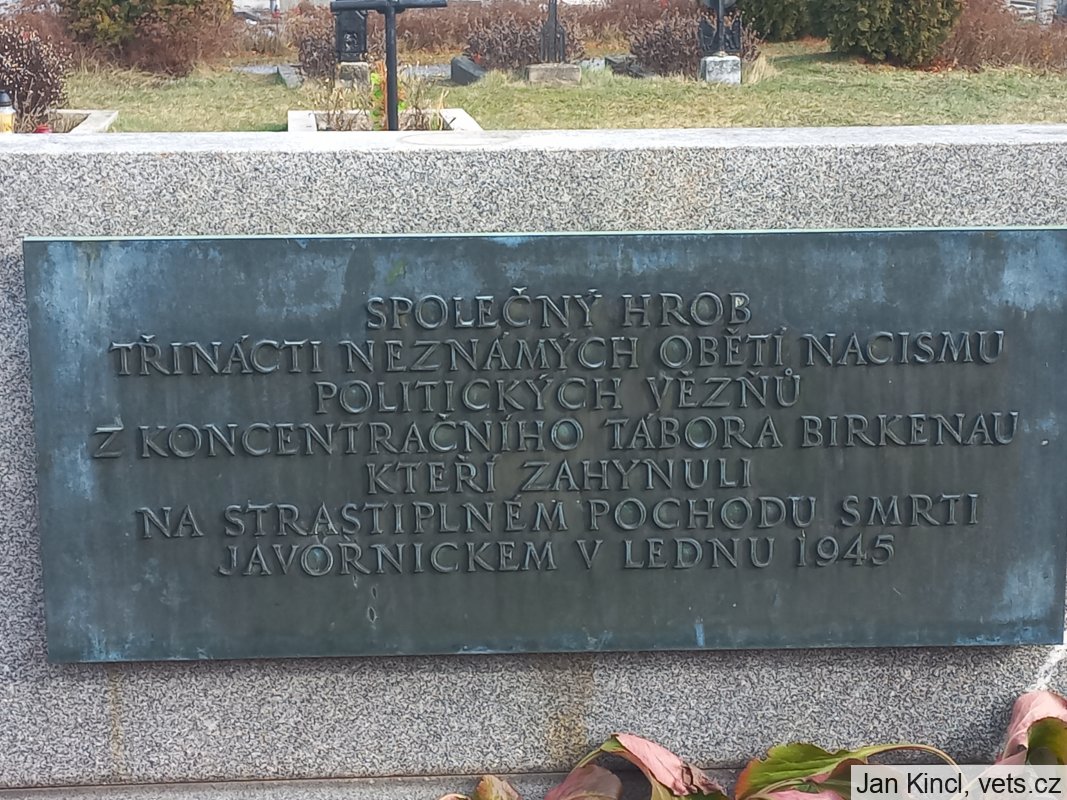 SPOLEČNÝ HROB
TŘINÁCTI NEZNÁMÝCH OBĚTÍ NACISMU
POLITICKÝCH VĚZŇŮ
Z KONCENTRAČNÍHO TÁBORA BIRKENAU
KTEŘÍ ZAHYNULI
NA STRASTIPLNÉM POCHODU SMRTI
JAVORNICKEM V LEDNU 1945
Jan Kincl, vets.cz